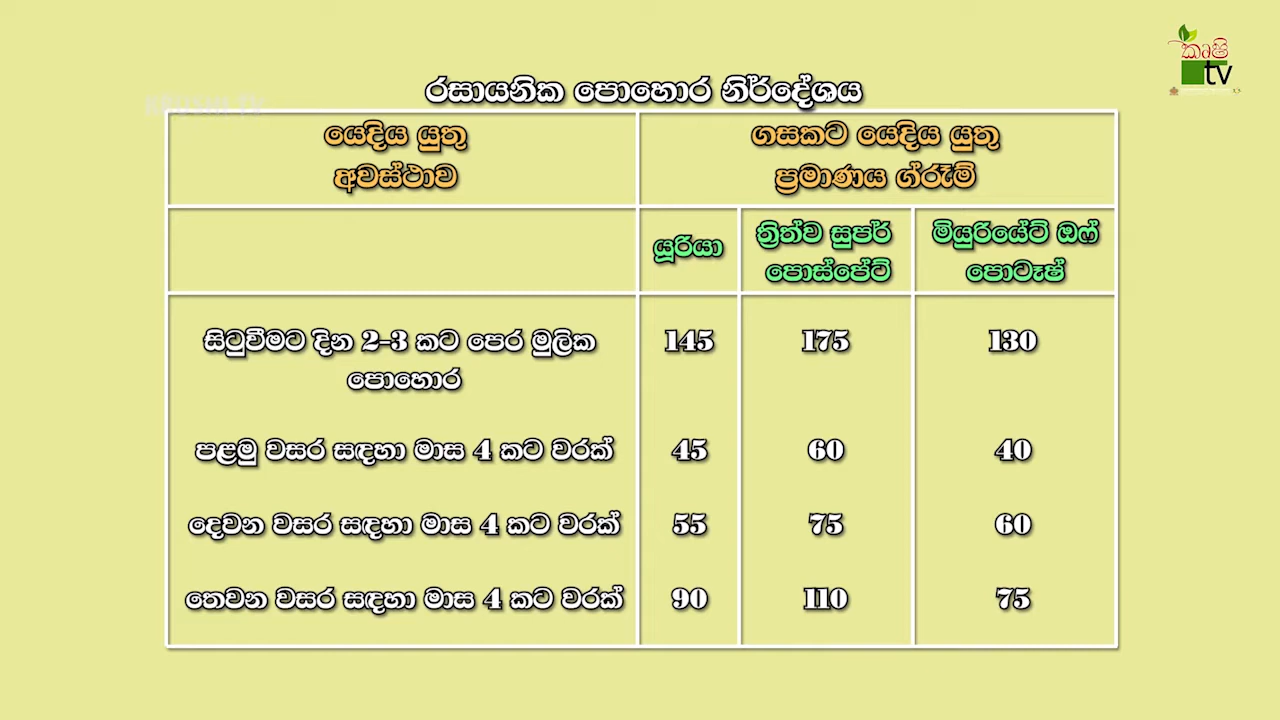 කෘෂි
tv
රසායනික පොහොර නිර්දේශය
යෙදිය යුතු
අවස්ථාව
ගසකට යෙදිය යුතු
ප්‍රමාණය ග්රෑම්
යූරියා
ත්‍රිත්ව සුපර්
පොස්පේට්
මියුරියේට් ඔෆ්
පොටෑෂ්
සිටුවීමට දින 2-3 කට පෙර මුලික
පොහොර
145 175 130
පළමු වසර සඳහා මාස 4 කට වරක් 45 60 40
දෙවන වසර සඳහා මාස 4 කට වරක් 55 75 60
තෙවන වසර සඳහා මාස 4 කට වරක් 90 110 75